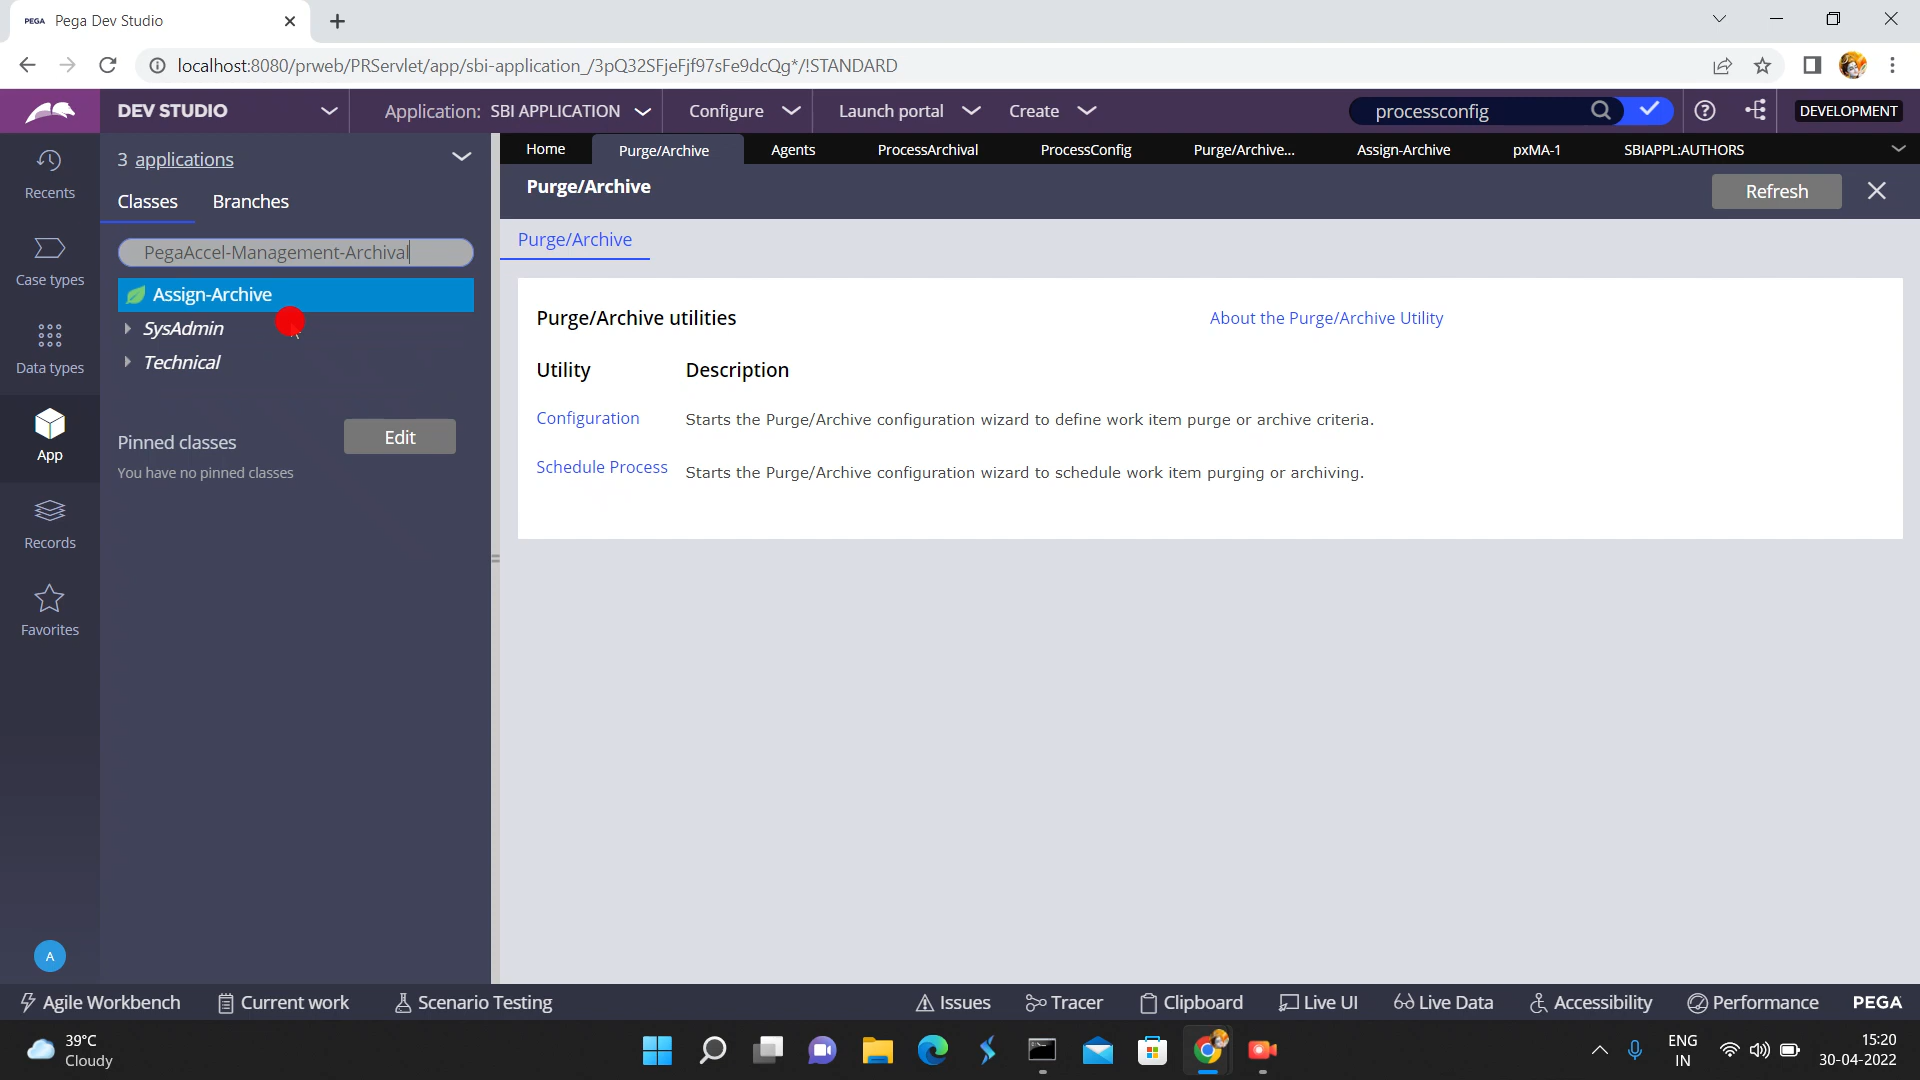 PEGA Pega Dev Studio
localhost:8080/prweb/PRServlet/app/sbi-application_/3pQ32SFjeFjf97sFe9dcQg*/!STANDARD
DEV STUDIO Application: SBI APPLICATION Configure Launch portal Create processconfig DEVELOPMENT
3 applications
Home Purge/Archive Agents ProcessArchival ProcessConfig Purge/Archive... Assign-Archive pxMA-1 SBIAPPL:AUTHORS
Recents
Case types
Data types
App
Records
Favorites
A
Classes Branches
PegaAccel-Management-Archival
Assign-Archive
SysAdmin
Technical
Pinned classes Edit
You have no pinned classes
Purge/Archive Refresh
Purge/Archive
Purge/Archive utilities About the Purge/Archive Utility
Utility Description
Configuration Starts the Purge/Archive configuration wizard to define work item purge or archive criteria.
Schedule Process Starts the Purge/Archive configuration wizard to schedule work item purging or archiving.
Agile Workbench Current work Scenario Testing Issues Tracer Clipboard Live UI Live Data Accessibility Performance PEGA
39°C
Cloudy
ENG
IN
15:20
30-04-2022